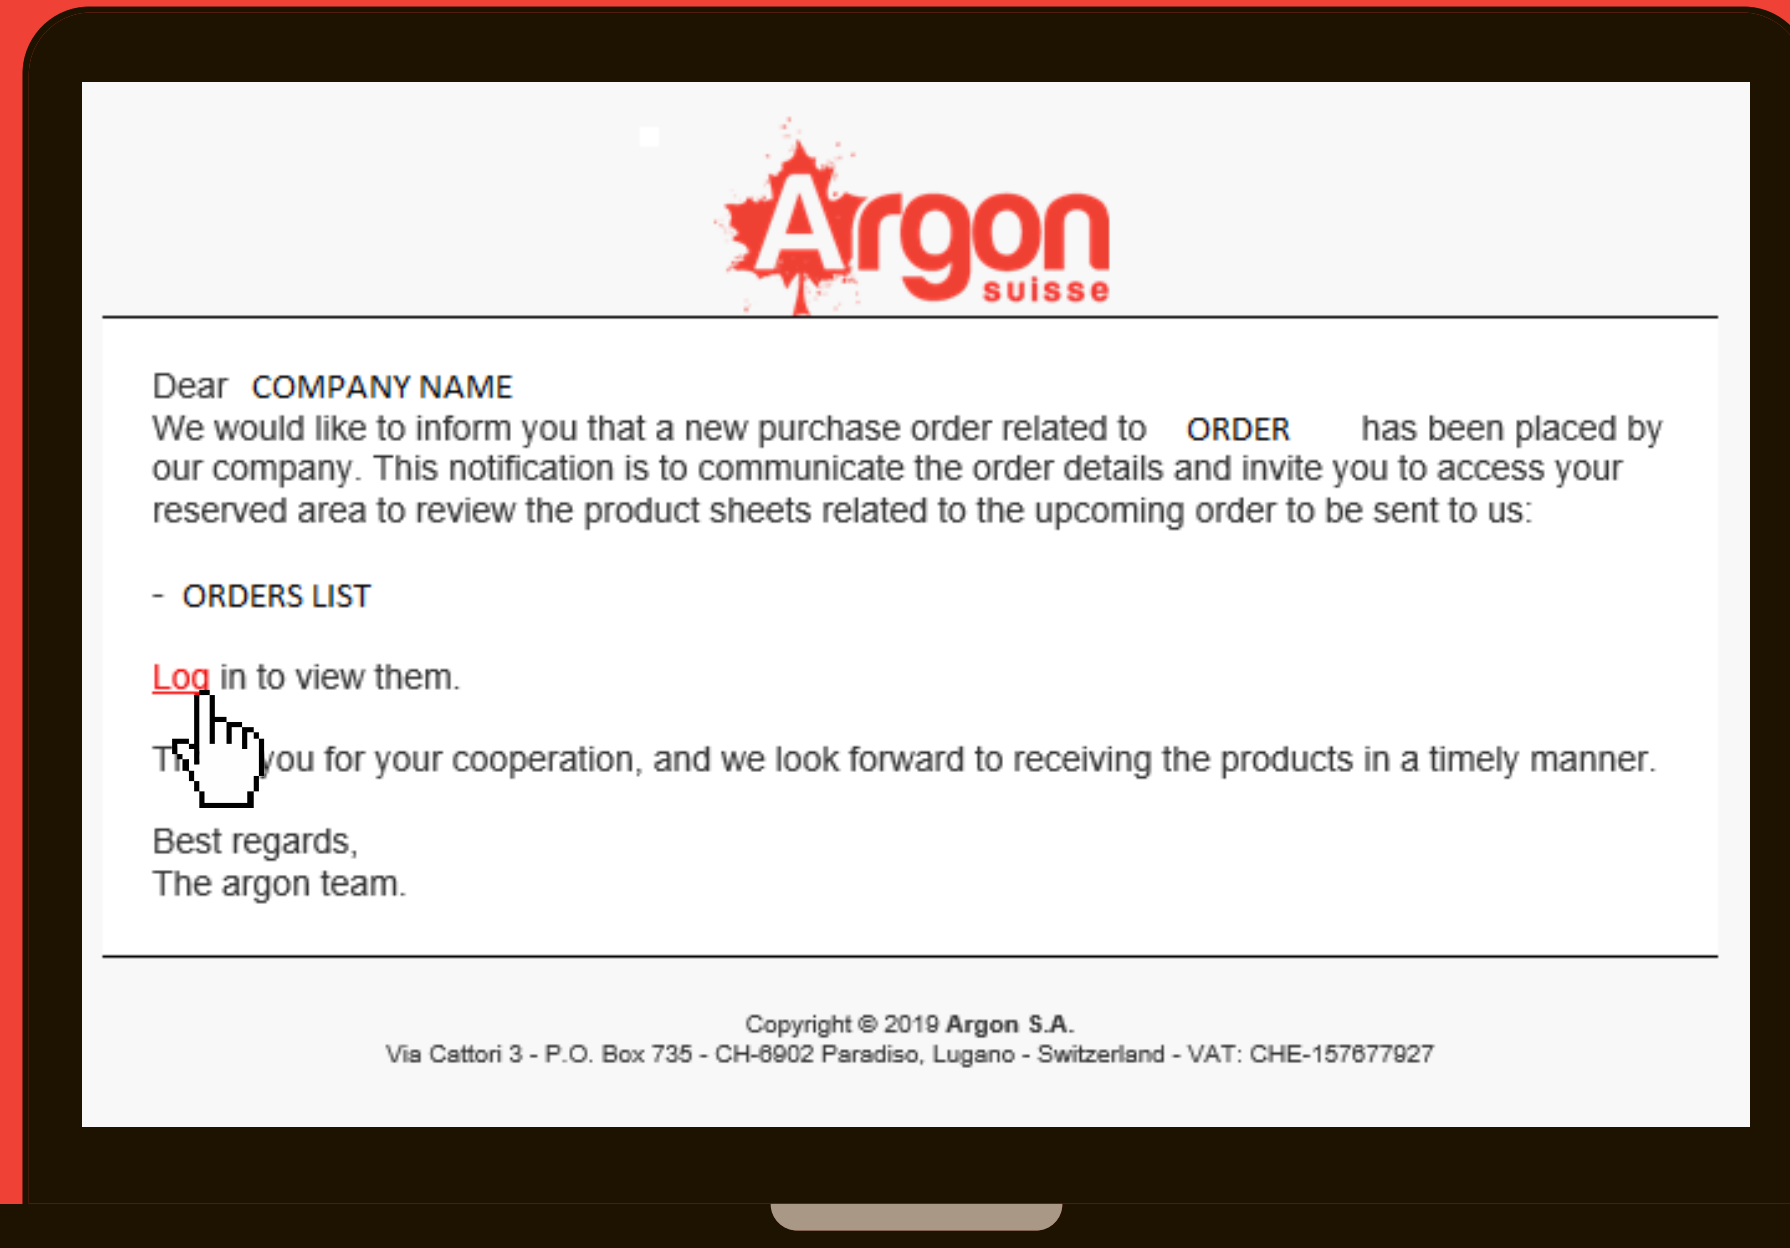 Argon
suisse
Dear COMPANY NAME
We would like to inform you that a new purchase order related to ORDER has been placed by
our company. This notification is to communicate the order details and invite you to access your
reserved area to review the product sheets related to the upcoming order to be sent to us:
- ORDERS LIST
Log in to view them.
you for your cooperation, and we look forward to receiving the products in a timely manner.
Best regards,
The argon team.
Copyright © 2019 Argon S.A.
Via Cattori 3 - P.O. Box 735 - CH-6902 Paradiso, Lugano - Switzerland - VAT: CHE-157677927